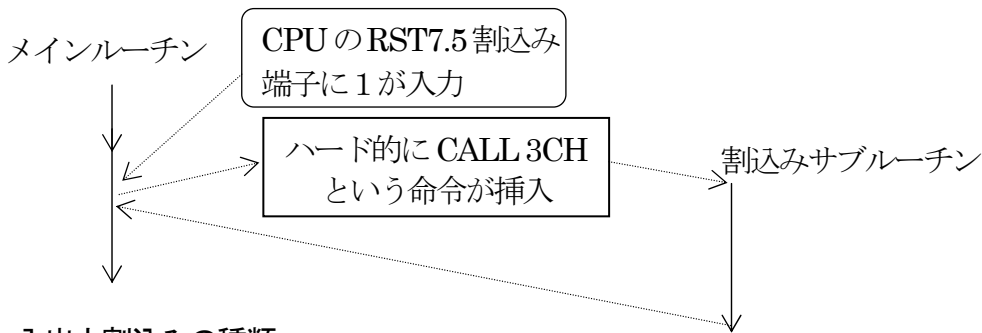 メインルーチン
CPUのRST7.5割込み
端子に１が入力
ハード的にCALL 3CH
という命令が挿入
割込みサブルーチン